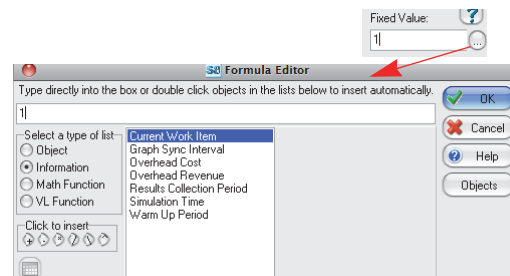 Fixed Value:
?
1
...
S8 Formula Editor
Type directly into the box or double click objects in the lists below to insert automatically.
1
OK
Cancel
? Help
Objects
Select a type of list
Object
Information
Math Function
VL Function
Click to insert
Current Work Item
Graph Sync Interval
Overhead Cost
Overhead Revenue
Results Collection Period
Simulation Time
Warm Up Period